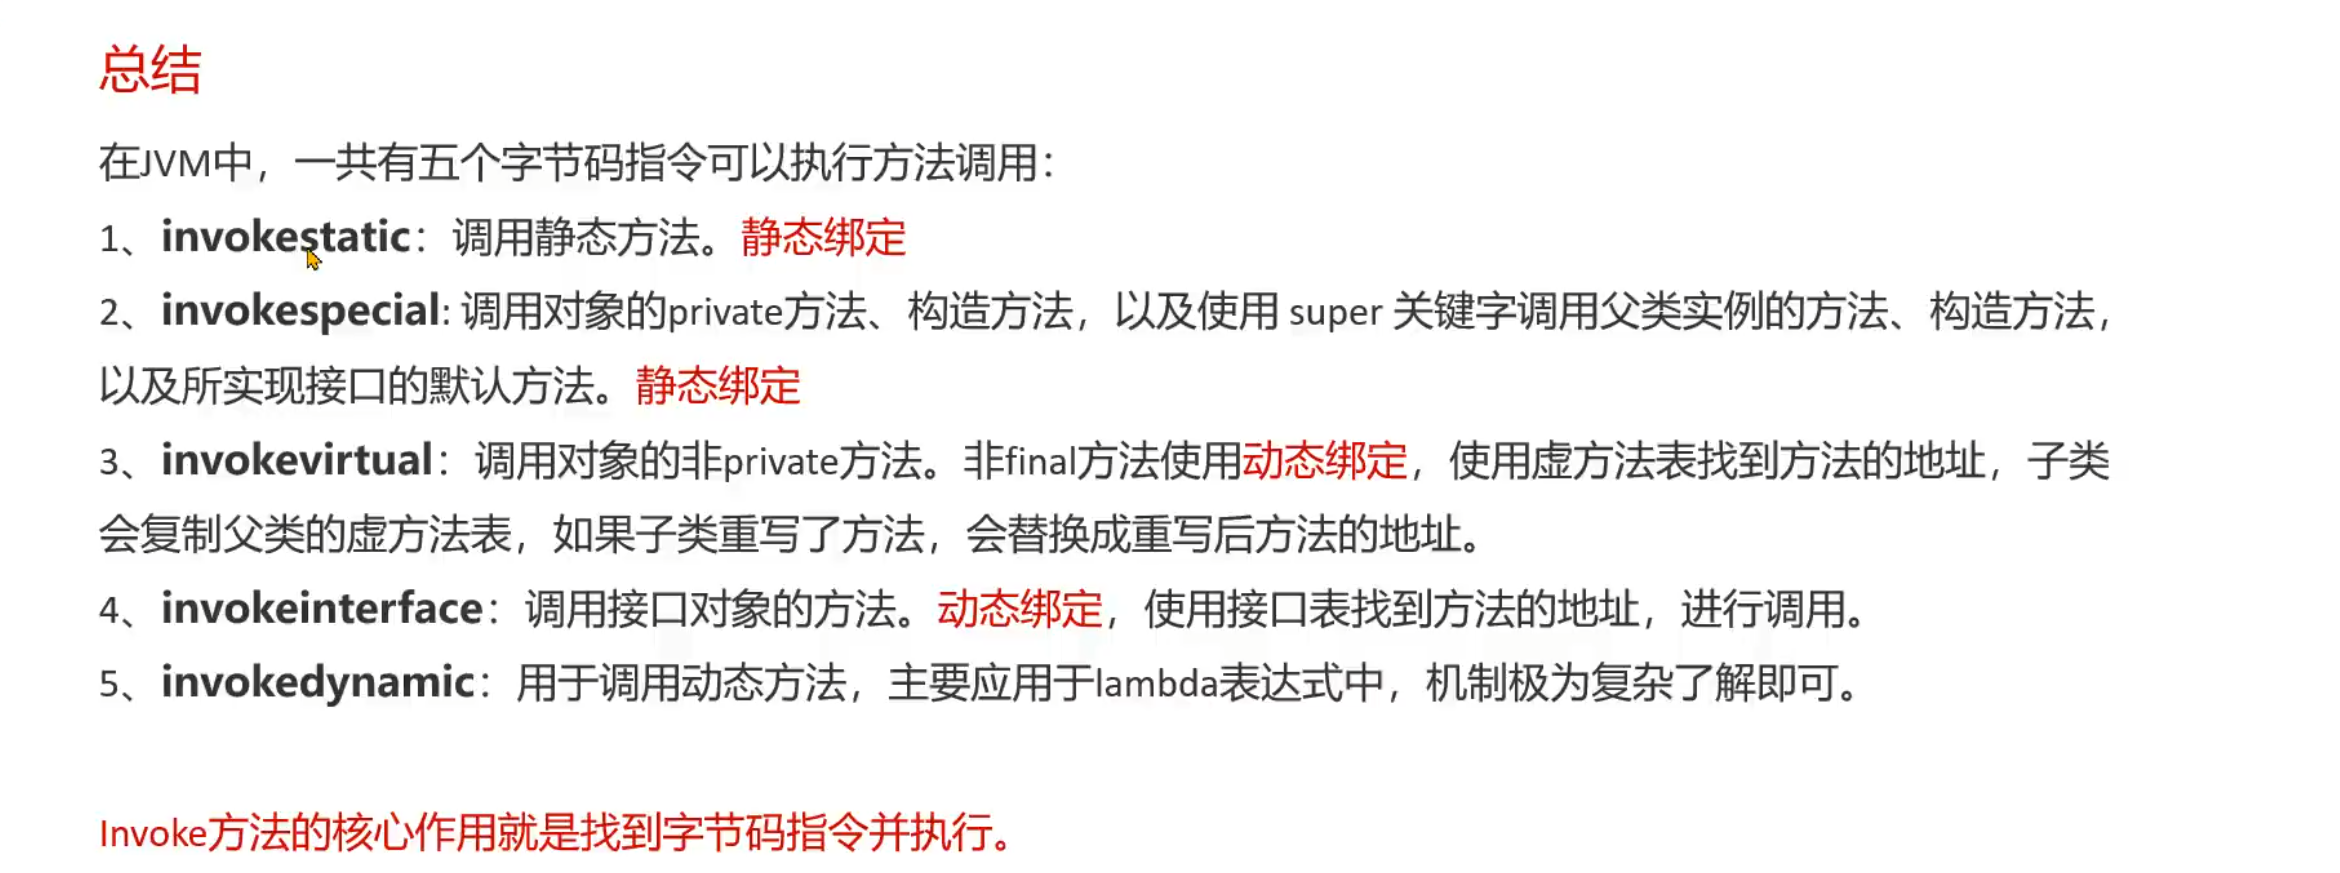 总结
在JVM中，一共有五个字节码指令可以执行方法调用：
1、invokestatic：调用静态方法。静态绑定
2、invokespecial: 调用对象的private方法、构造方法，以及使用 super 关键字调用父类实例的方法、构造方法，
以及所实现接口的默认方法。静态绑定
3、invokevirtual：调用对象的非private方法。非final方法使用动态绑定，使用虚方法表找到方法的地址，子类
会复制父类的虚方法表，如果子类重写了方法，会替换成重写后方法的地址。
4、invokeinterface：调用接口对象的方法。动态绑定，使用接口表找到方法的地址，进行调用。
5、invokedynamic：用于调用动态方法，主要应用于lambda表达式中，机制极为复杂了解即可。
Invoke方法的核心作用就是找到字节码指令并执行。